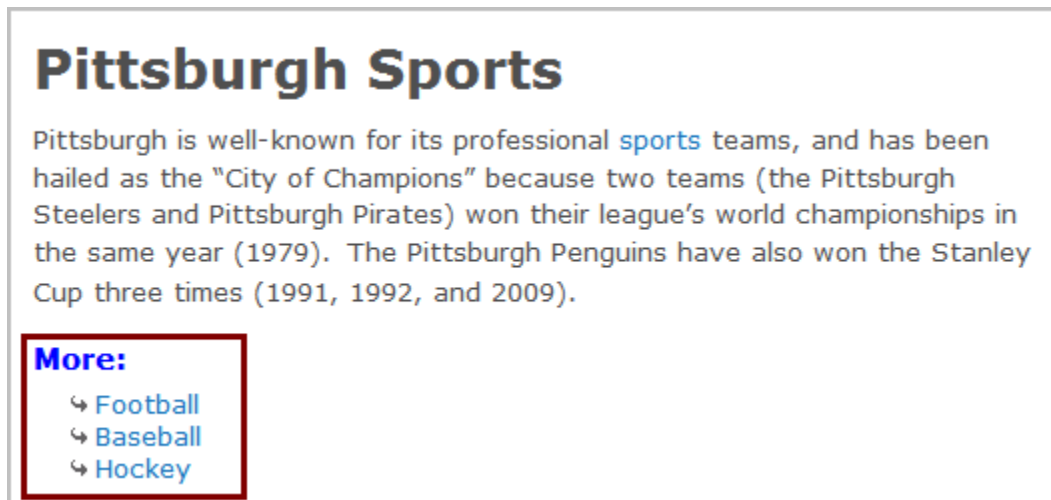 Pittsburgh Sports
Pittsburgh is well-known for its professional sports teams, and has been
hailed as the “City of Champions” because two teams (the Pittsburgh
Steelers and Pittsburgh Pirates) won their league’s world championships in
the same year (1979).  The Pittsburgh Penguins have also won the Stanley
Cup three times (1991, 1992, and 2009).
More:
Football
Baseball
Hockey